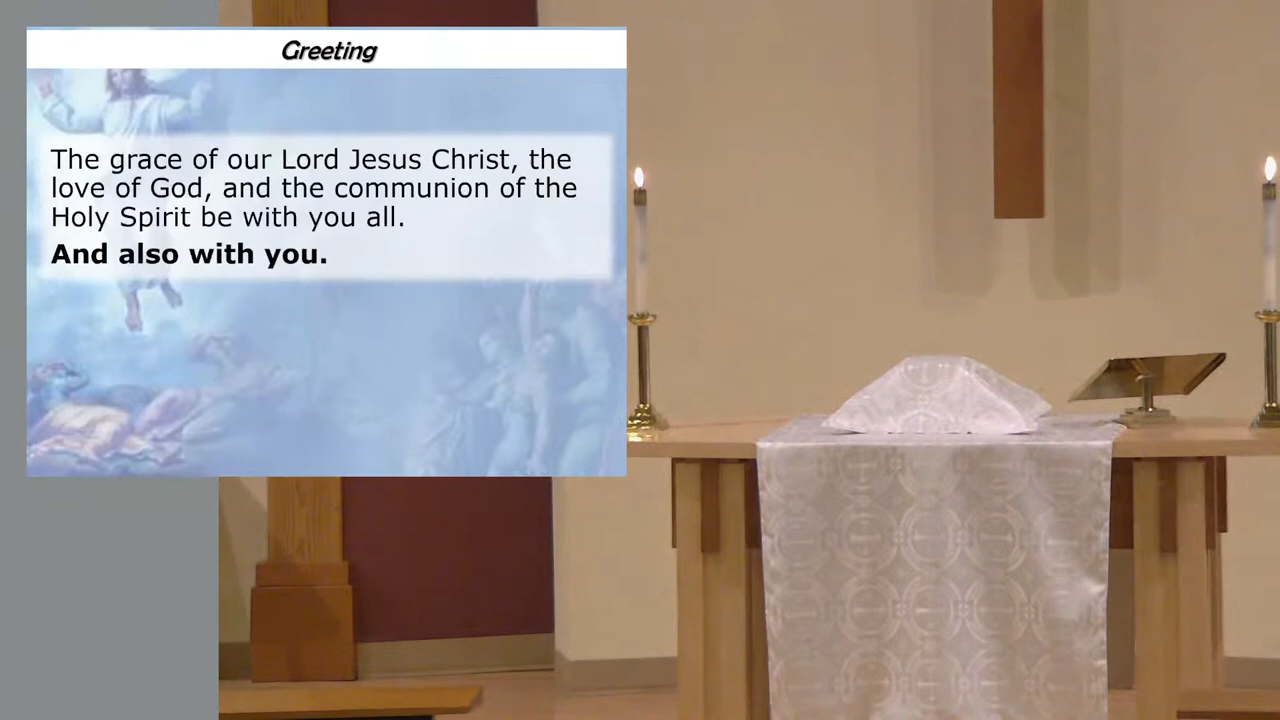 Greeting
The grace of our Lord Jesus Christ, the
love of God, and the communion of the
Holy Spirit be with you all.
And also with you.